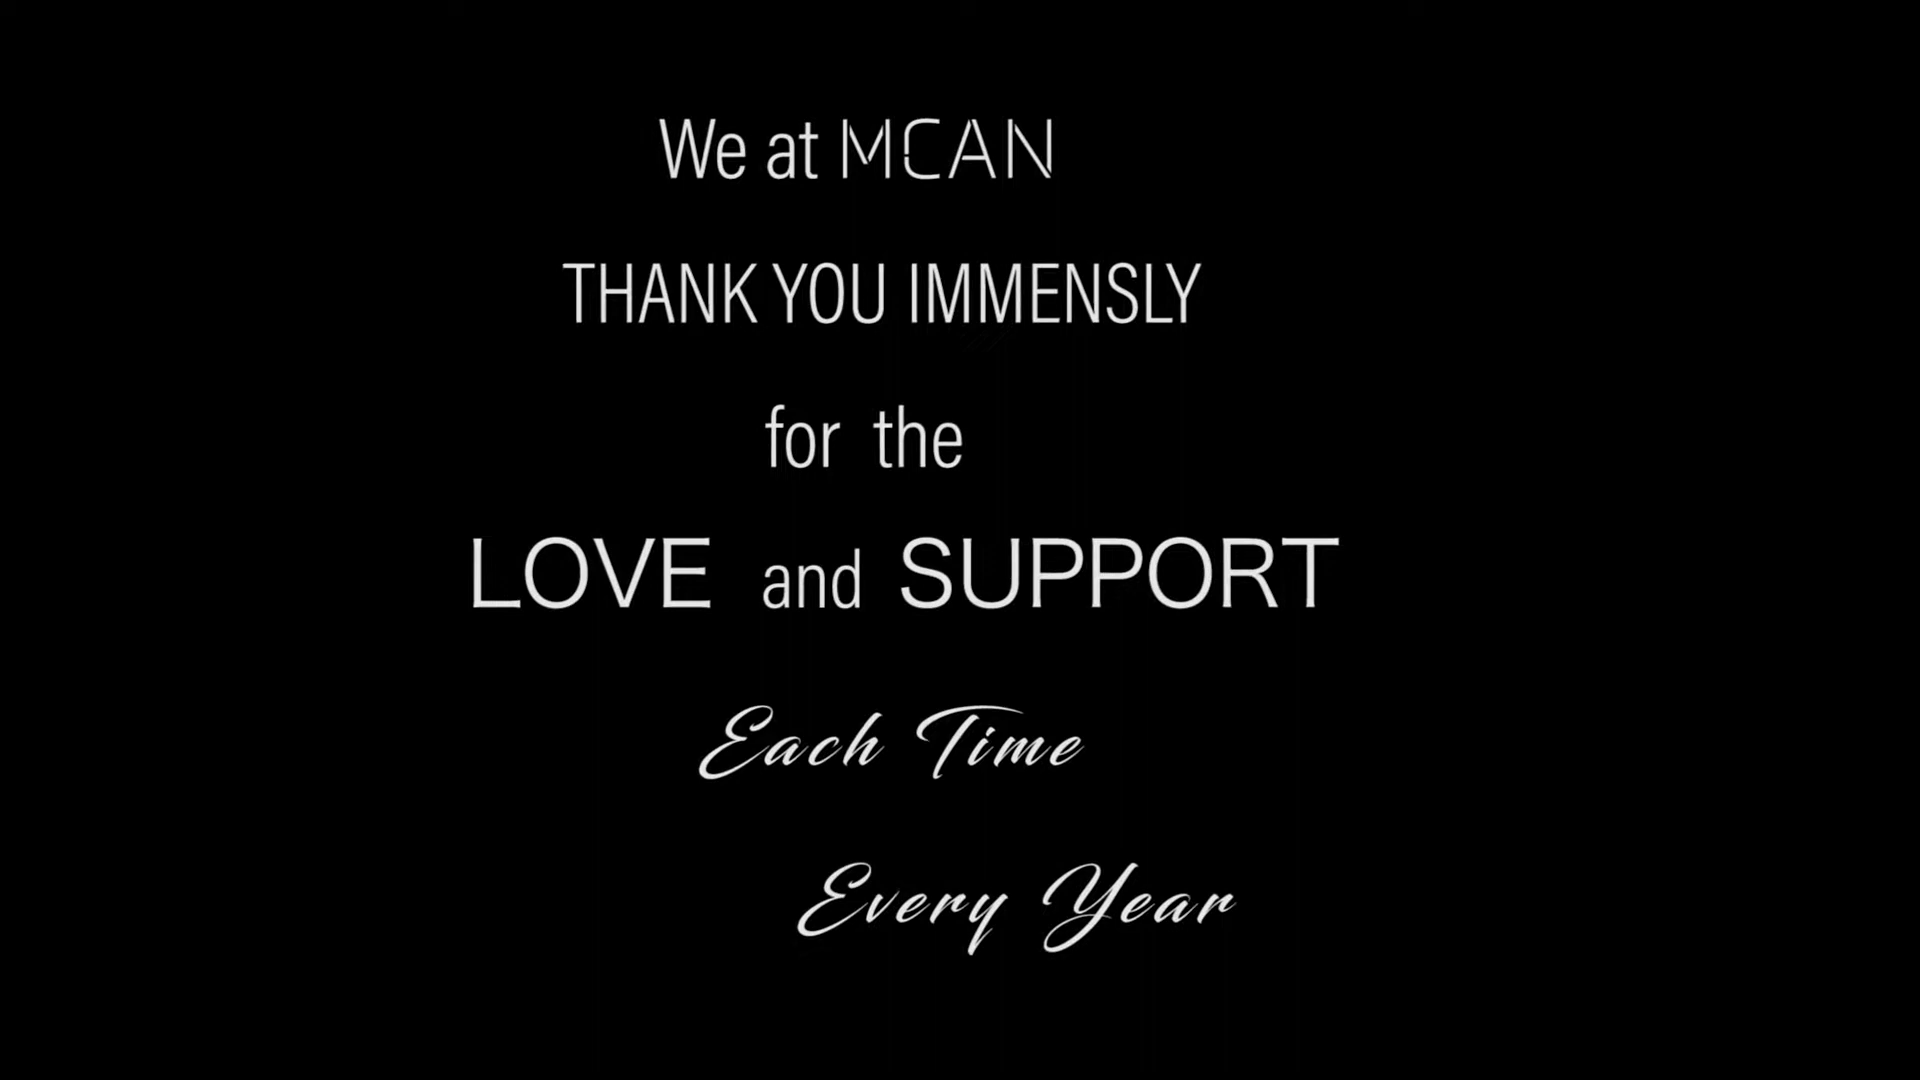 We at MCAN
THANK YOU IMMENSLY
for the
LOVE and SUPPORT
Each Time
Every Year